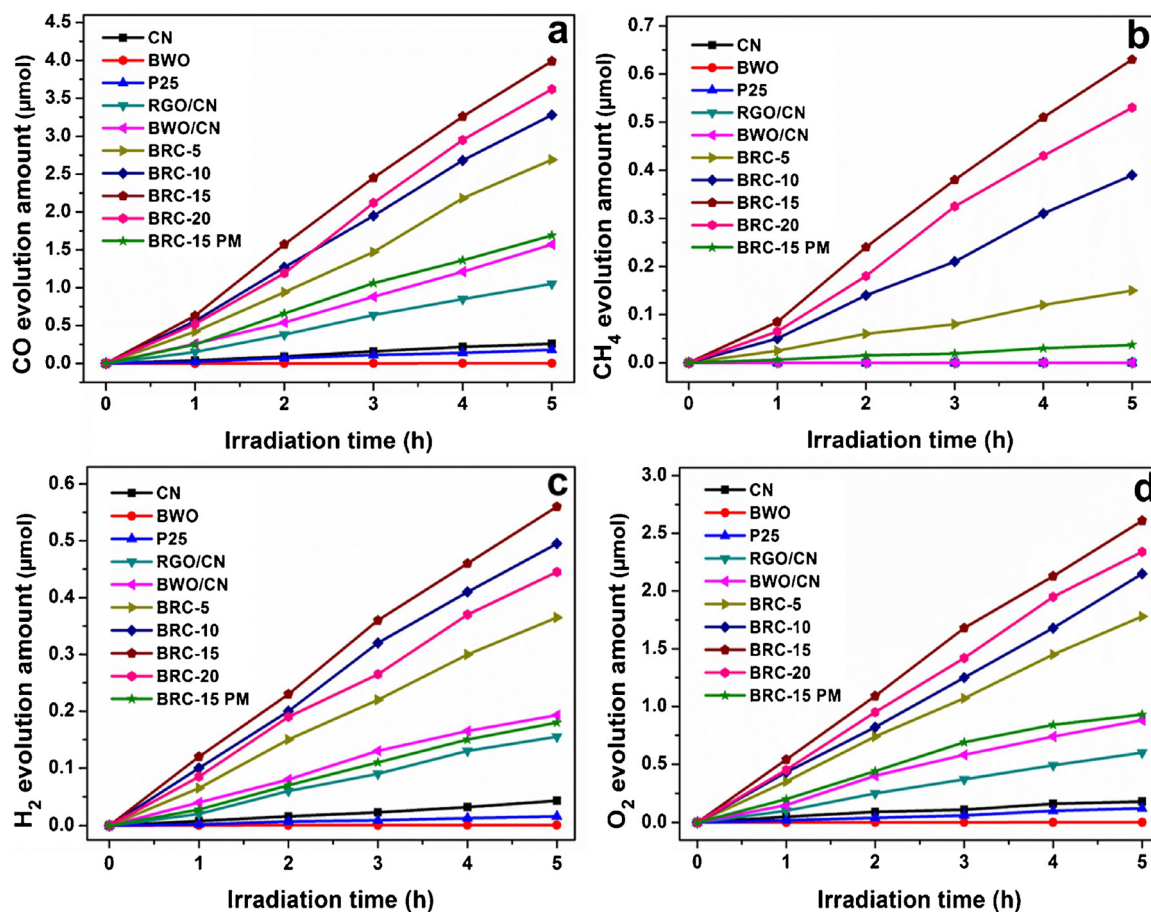 a
CO evolution amount (μmol)
4.5
4.0
3.5
3.0
2.5
2.0
1.5
1.0
0.5
0.0
CN
BWO
P25
RGO/CN
BWO/CN
BRC-5
BRC-10
BRC-15
BRC-20
BRC-15 PM
0 1 2 3 4 5
Irradiation time (h)
b
CH4 evolution amount (μmol)
0.7
0.6
0.5
0.4
0.3
0.2
0.1
0.0
CN
BWO
P25
RGO/CN
BWO/CN
BRC-5
BRC-10
BRC-15
BRC-20
BRC-15 PM
0 1 2 3 4 5
Irradiation time (h)
c
H2 evolution amount (μmol)
0.6
0.5
0.4
0.3
0.2
0.1
0.0
CN
BWO
P25
RGO/CN
BWO/CN
BRC-5
BRC-10
BRC-15
BRC-20
BRC-15 PM
0 1 2 3 4 5
Irradiation time (h)
d
O2 evolution amount (μmol)
3.0
2.5
2.0
1.5
1.0
0.5
0.0
CN
BWO
P25
RGO/CN
BWO/CN
BRC-5
BRC-10
BRC-15
BRC-20
BRC-15 PM
0 1 2 3 4 5
Irradiation time (h)